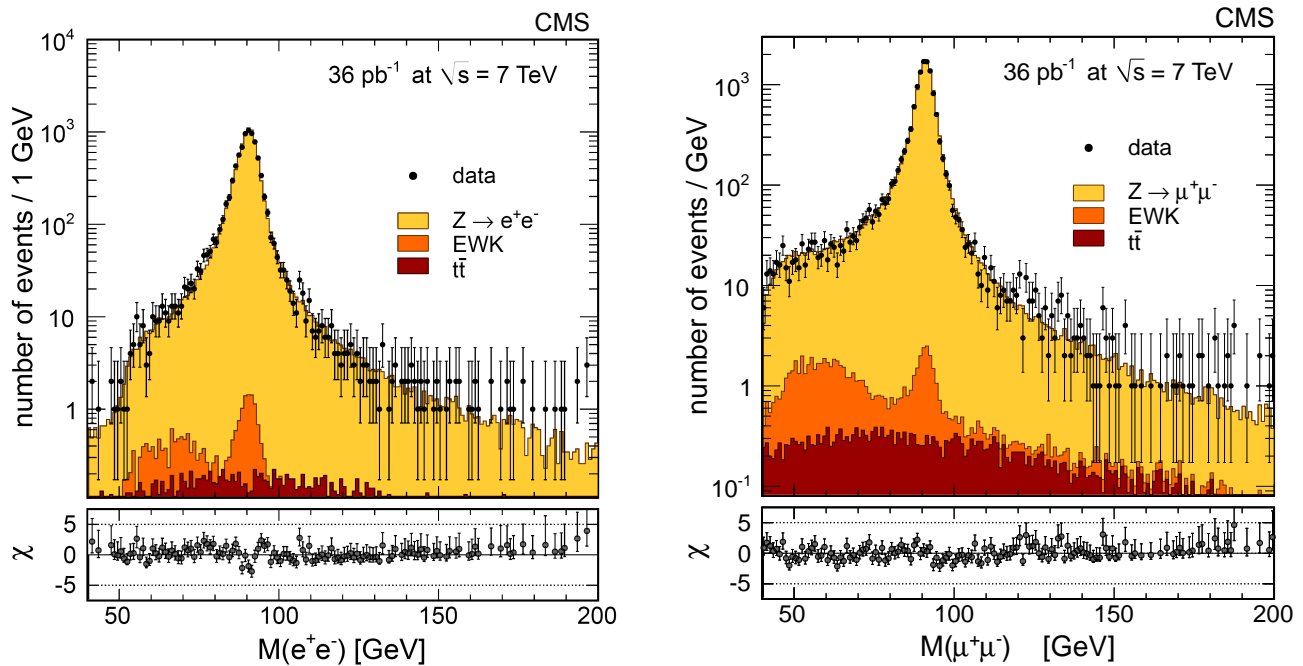 CMS
36 pb⁻¹ at √s = 7 TeV
data
Z → e⁺e⁻
EWK
tt̄
number of events / 1 GeV
10⁴
10³
10²
10
1
χ
5
0
-5
50 100 150 200
M(e⁺e⁻) [GeV]
CMS
36 pb⁻¹ at √s = 7 TeV
data
Z → μ⁺μ⁻
EWK
tt̄
number of events / GeV
10³
10²
10
1
10⁻¹
χ
5
0
-5
50 100 150 200
M(μ⁺μ⁻) [GeV]